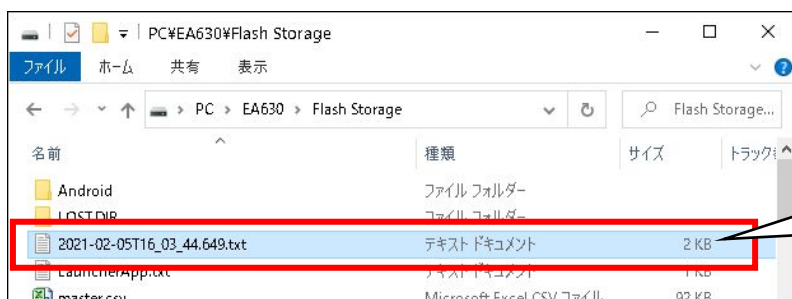 PC¥EA630¥Flash Storage
ファイル ホーム 共有 表示
PC > EA630 > Flash Storage Flash Storage...
名前 種類 サイズ トラック
Android ファイル フォルダー
LOST.DIR ファイル フォルダー
2021-02-05T16_03_44.649.txt テキスト ドキュメント 2 KB
LauncherApp.txt テキスト ドキュメント 1 KB
master.csv Microsoft Excel CSV ファイル 92 KB